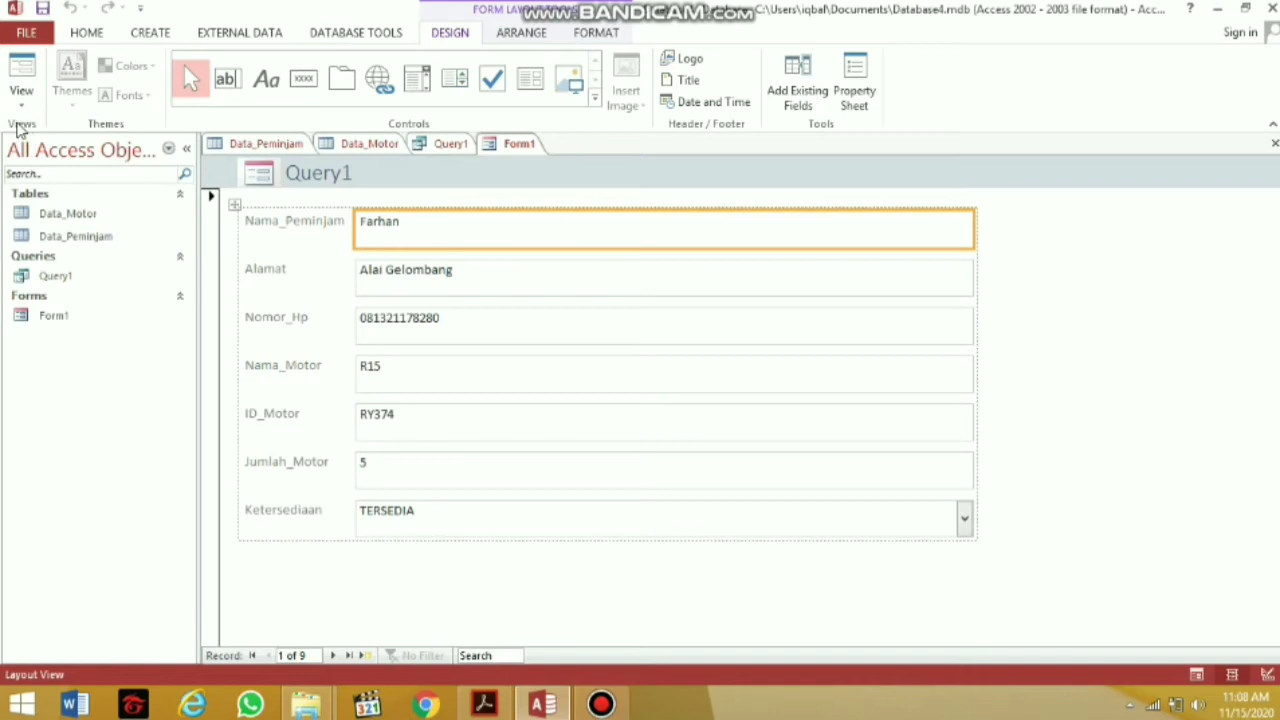 FORM LAYOUT TOOLS
www.BANDICAM.com
C:\Users\iqbal\Documents\Database4.mdb (Access 2002 - 2003 file format) - Acc...
FILE HOME CREATE EXTERNAL DATA DATABASE TOOLS DESIGN ARRANGE FORMAT Sign in
View Themes Colors Fonts Insert Image Logo Title Date and Time Add Existing Fields Property Sheet
Views Themes Controls Header / Footer Tools
All Access Obje...
Search...
Tables
Data_Motor
Data_Peminjam
Queries
Query1
Forms
Form1
Data_Peminjam Data_Motor Query1 Form1
Query1
Nama_Peminjam Farhan
Alamat Alai Gelombang
Nomor_Hp 081321178280
Nama_Motor R15
ID_Motor RY374
Jumlah_Motor 5
Ketersediaan TERSEDIA
Record: 1 of 9 No Filter Search
Layout View
11:08 AM
11/15/2020